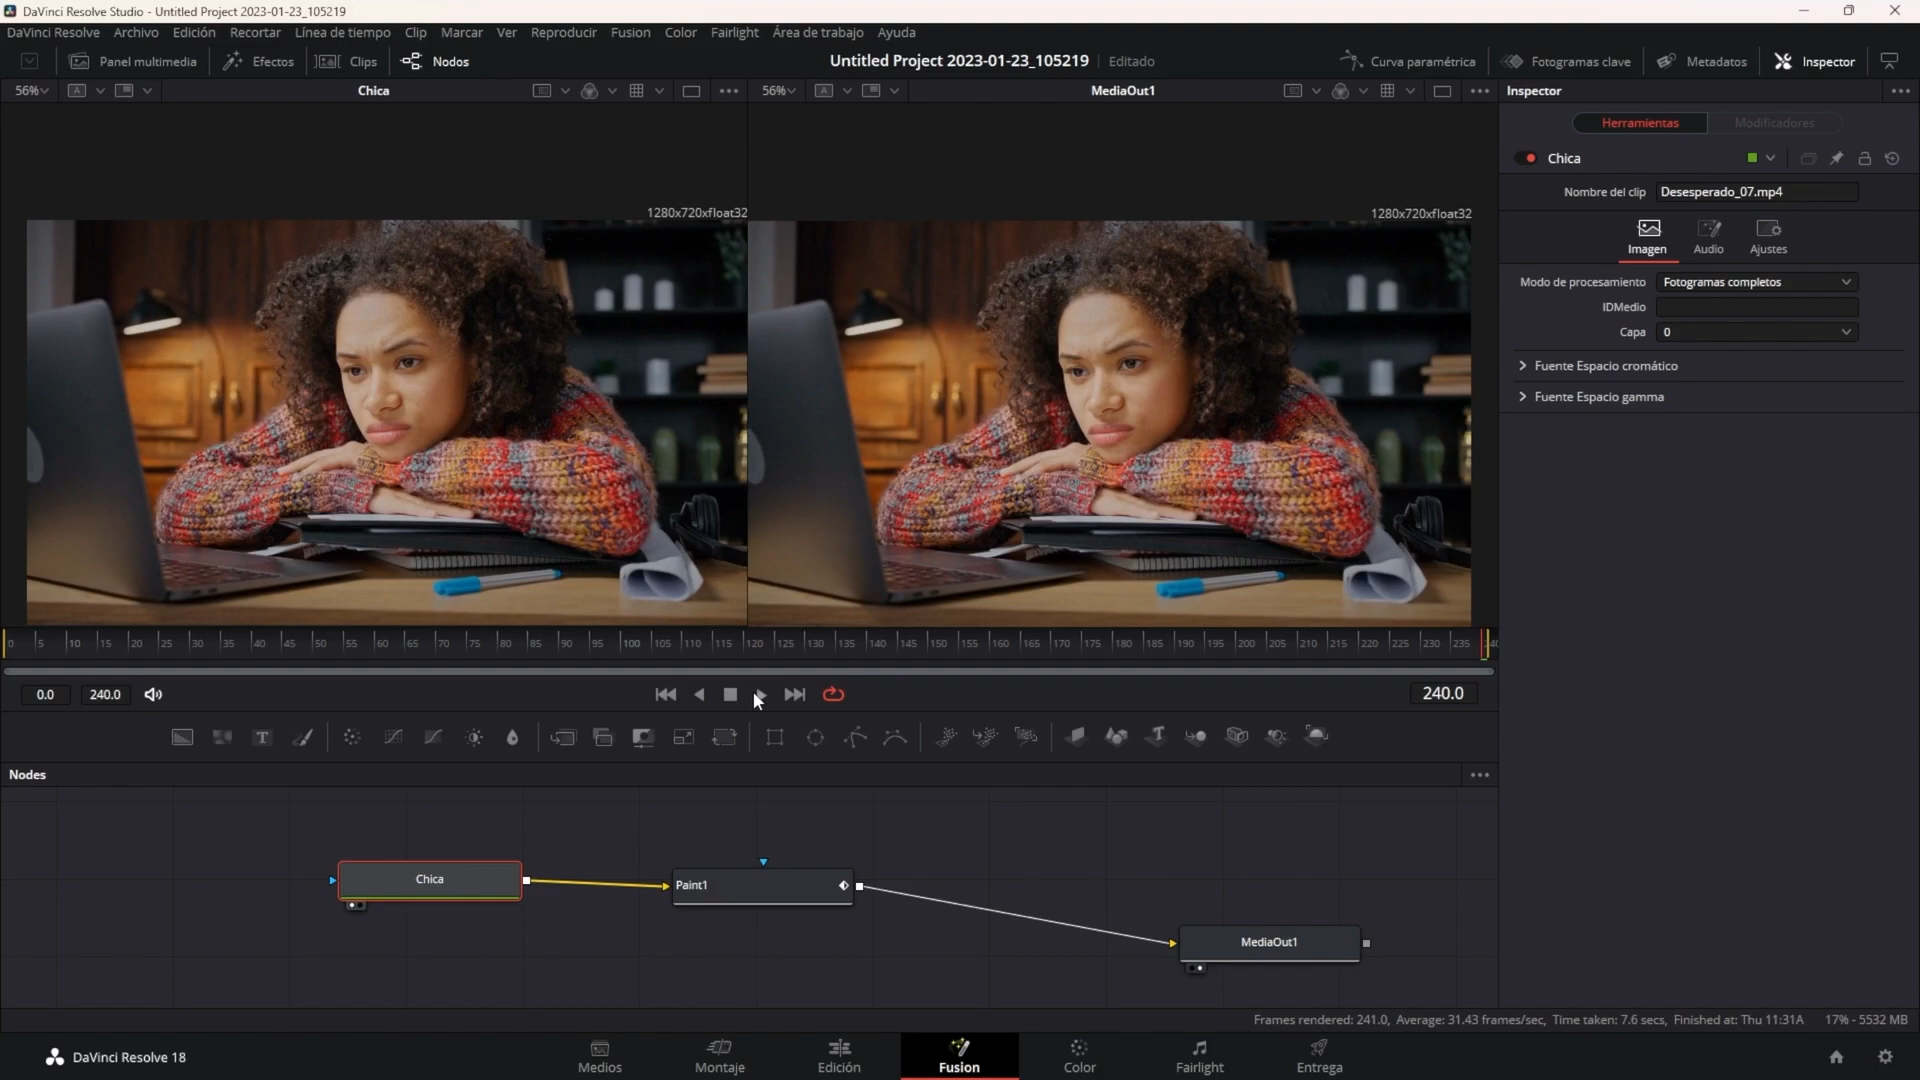 DaVinci Resolve Studio - Untitled Project 2023-01-23_105219
DaVinci Resolve Archivo Edición Recortar Línea de tiempo Clip Marcar Ver Reproducir Fusion Color Fairlight Área de trabajo Ayuda
Panel multimedia Efectos Clips Nodos Untitled Project 2023-01-23_105219 Editado Curva paramétrica Fotogramas clave Metadatos Inspector
56% A Chica 56% A MediaOut1 Inspector
Herramientas Modificadores
Chica
Nombre del clip Desesperado_07.mp4
1280x720xfloat32 1280x720xfloat32
Imagen Audio Ajustes
Modo de procesamiento Fotogramas completos
IDMedio
Capa 0
Fuente Espacio cromático
Fuente Espacio gamma
0 5 10 15 20 25 30 35 40 45 50 55 60 65 70 75 80 85 90 95 100 105 110 115 120 125 130 135 140 145 150 155 160 165 170 175 180 185 190 195 200 205 210 215 220 225 230 235 240
0.0 240.0 240.0
T
Nodes
Chica
Paint1
MediaOut1
Frames rendered: 241.0, Average: 31.43 frames/sec, Time taken: 7.6 secs, Finished at: Thu 11:31A 17% - 5532 MB
DaVinci Resolve 18 Medios Montaje Edición Fusion Color Fairlight Entrega